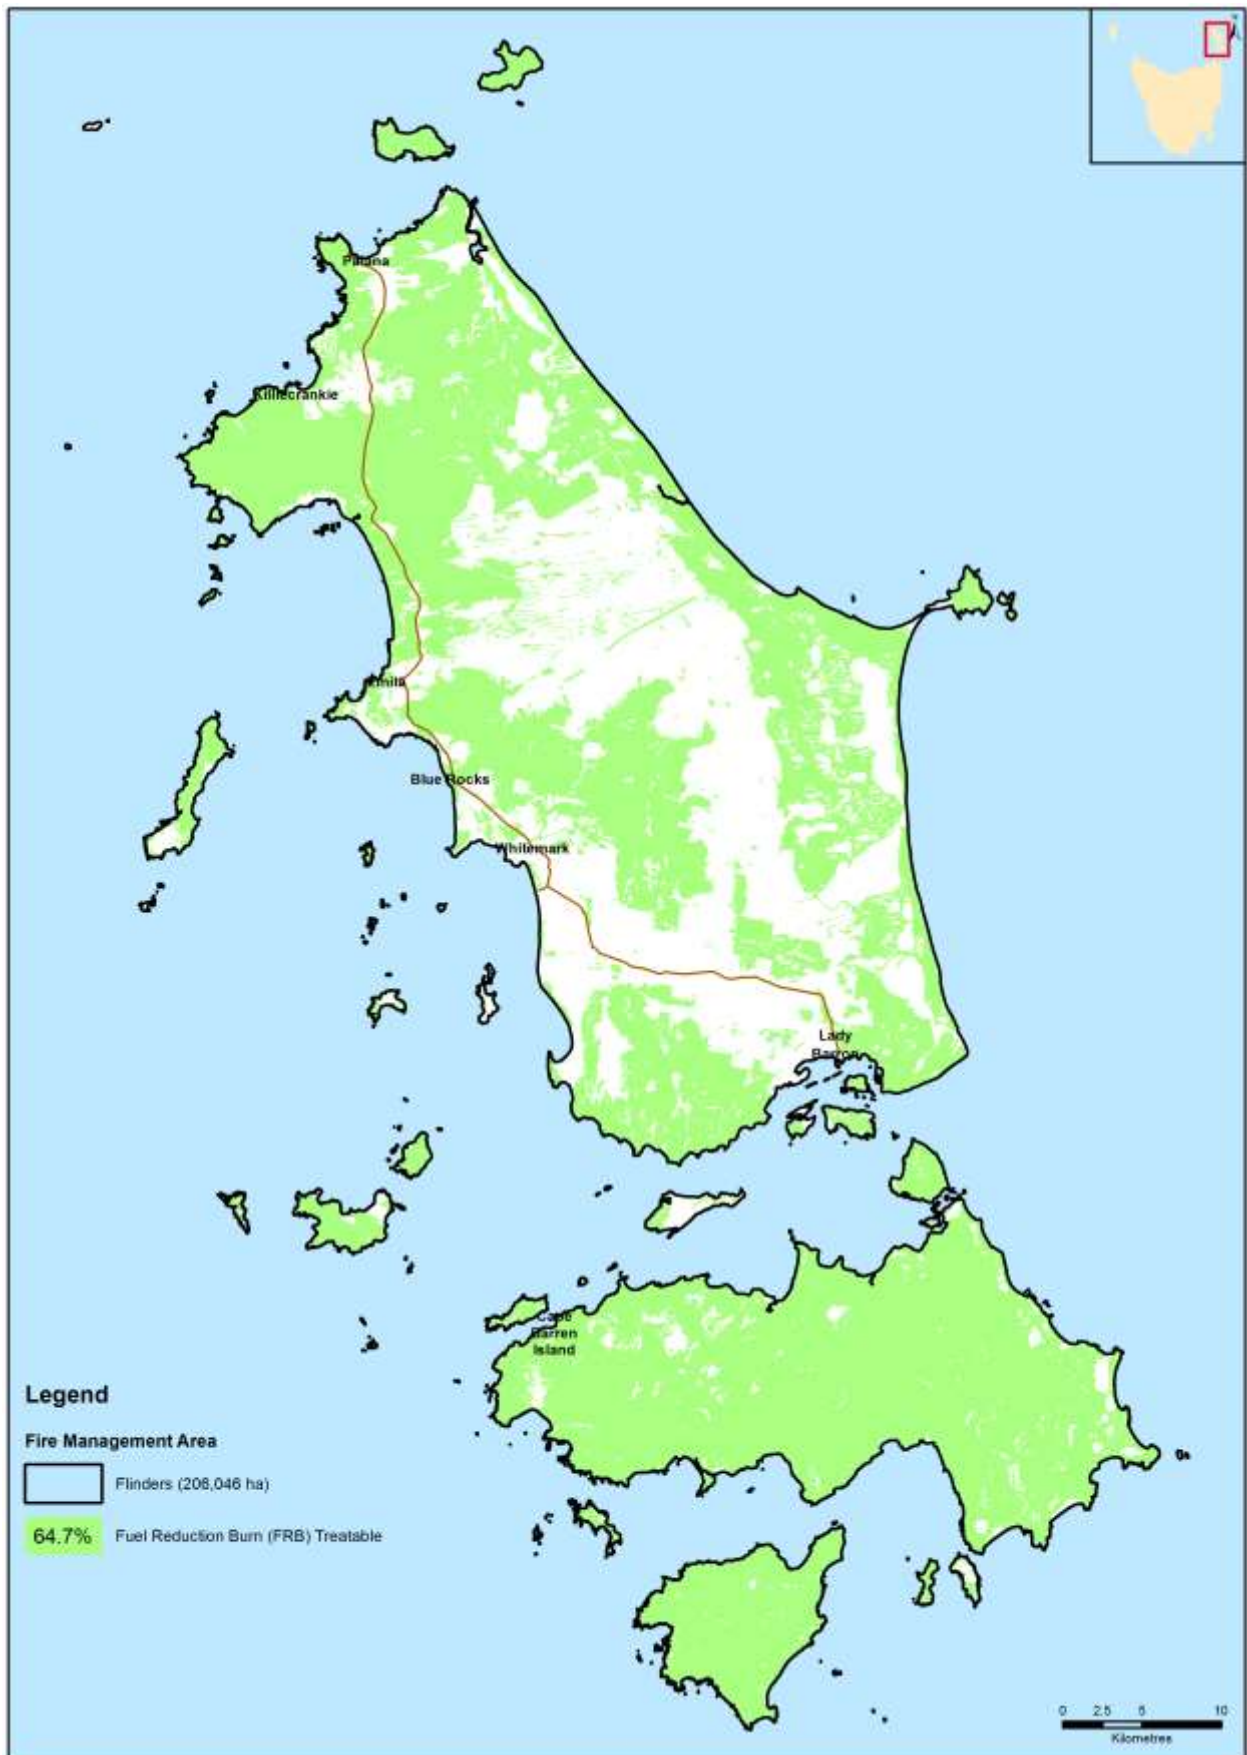 Palana
Killiecrankie
Emita
Blue Rocks
Whitemark
Lady
Barron
Cape
Barren
Island
Legend
Fire Management Area
Flinders (206,046 ha)
64.7% Fuel Reduction Burn (FRB) Treatable
0 2.5 5 10
Kilometres